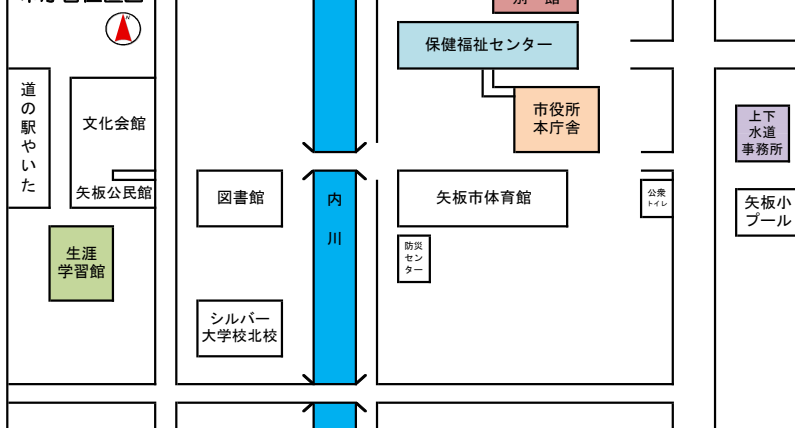 別 館
N
保健福祉センター
道の駅やいた
文化会館
市役所
本庁舎
上下
水道
事務所
矢板公民館
図書館
内川
矢板市体育館
公衆
トイレ
矢板小
プール
防災
セン
ター
生涯
学習館
シルバー
大学校北校